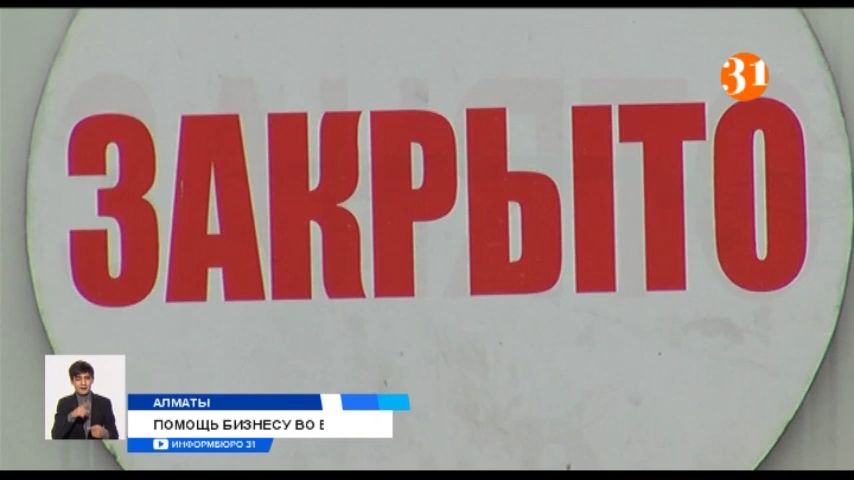 31
ЗАКРЫТО
АЛМАТЫ
ПОМОЩЬ БИЗНЕСУ ВО
ИНФОРМБЮРО 31